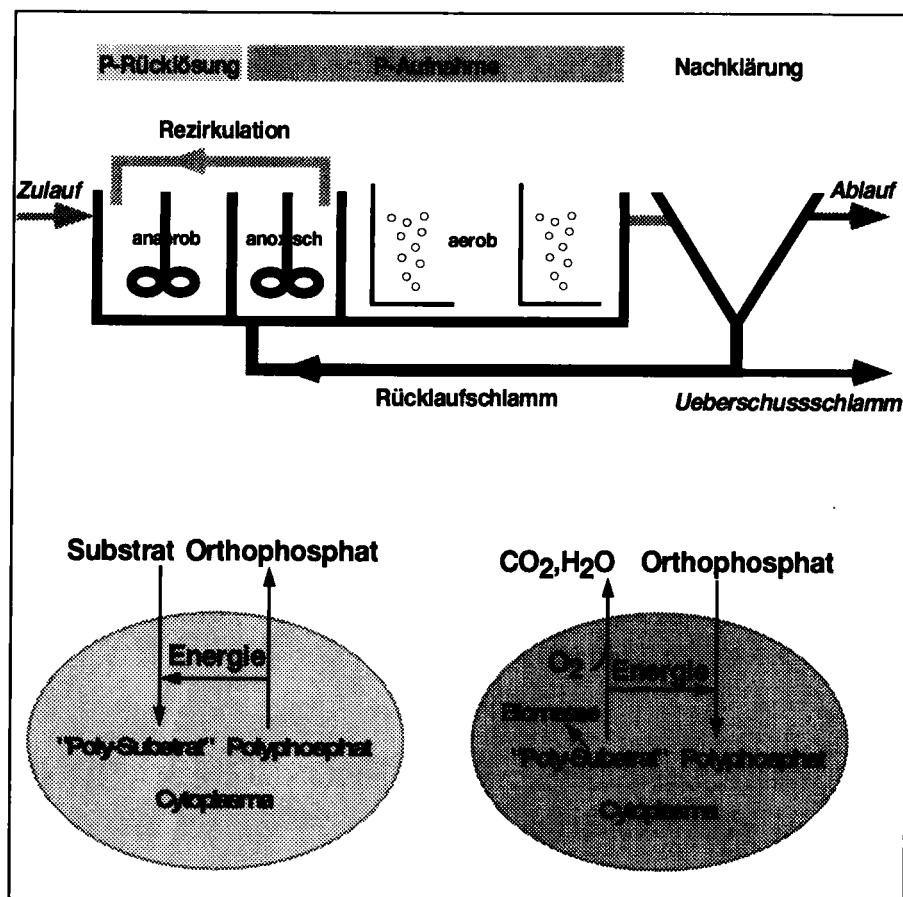 P-Rücklösung P-Aufnahme Nachklärung
Rezirkulation
Zulauf Ablauf
anaerob anoxisch aerob
Rücklaufschlamm Ueberschussschlamm
Substrat Orthophosphat
Energie
"Poly-Substrat" Polyphosphat
Cytoplasma
CO₂,H₂O Orthophosphat
O₂ Energie
Biomasse
"Poly-Substrat" Polyphosphat
Cytoplasma